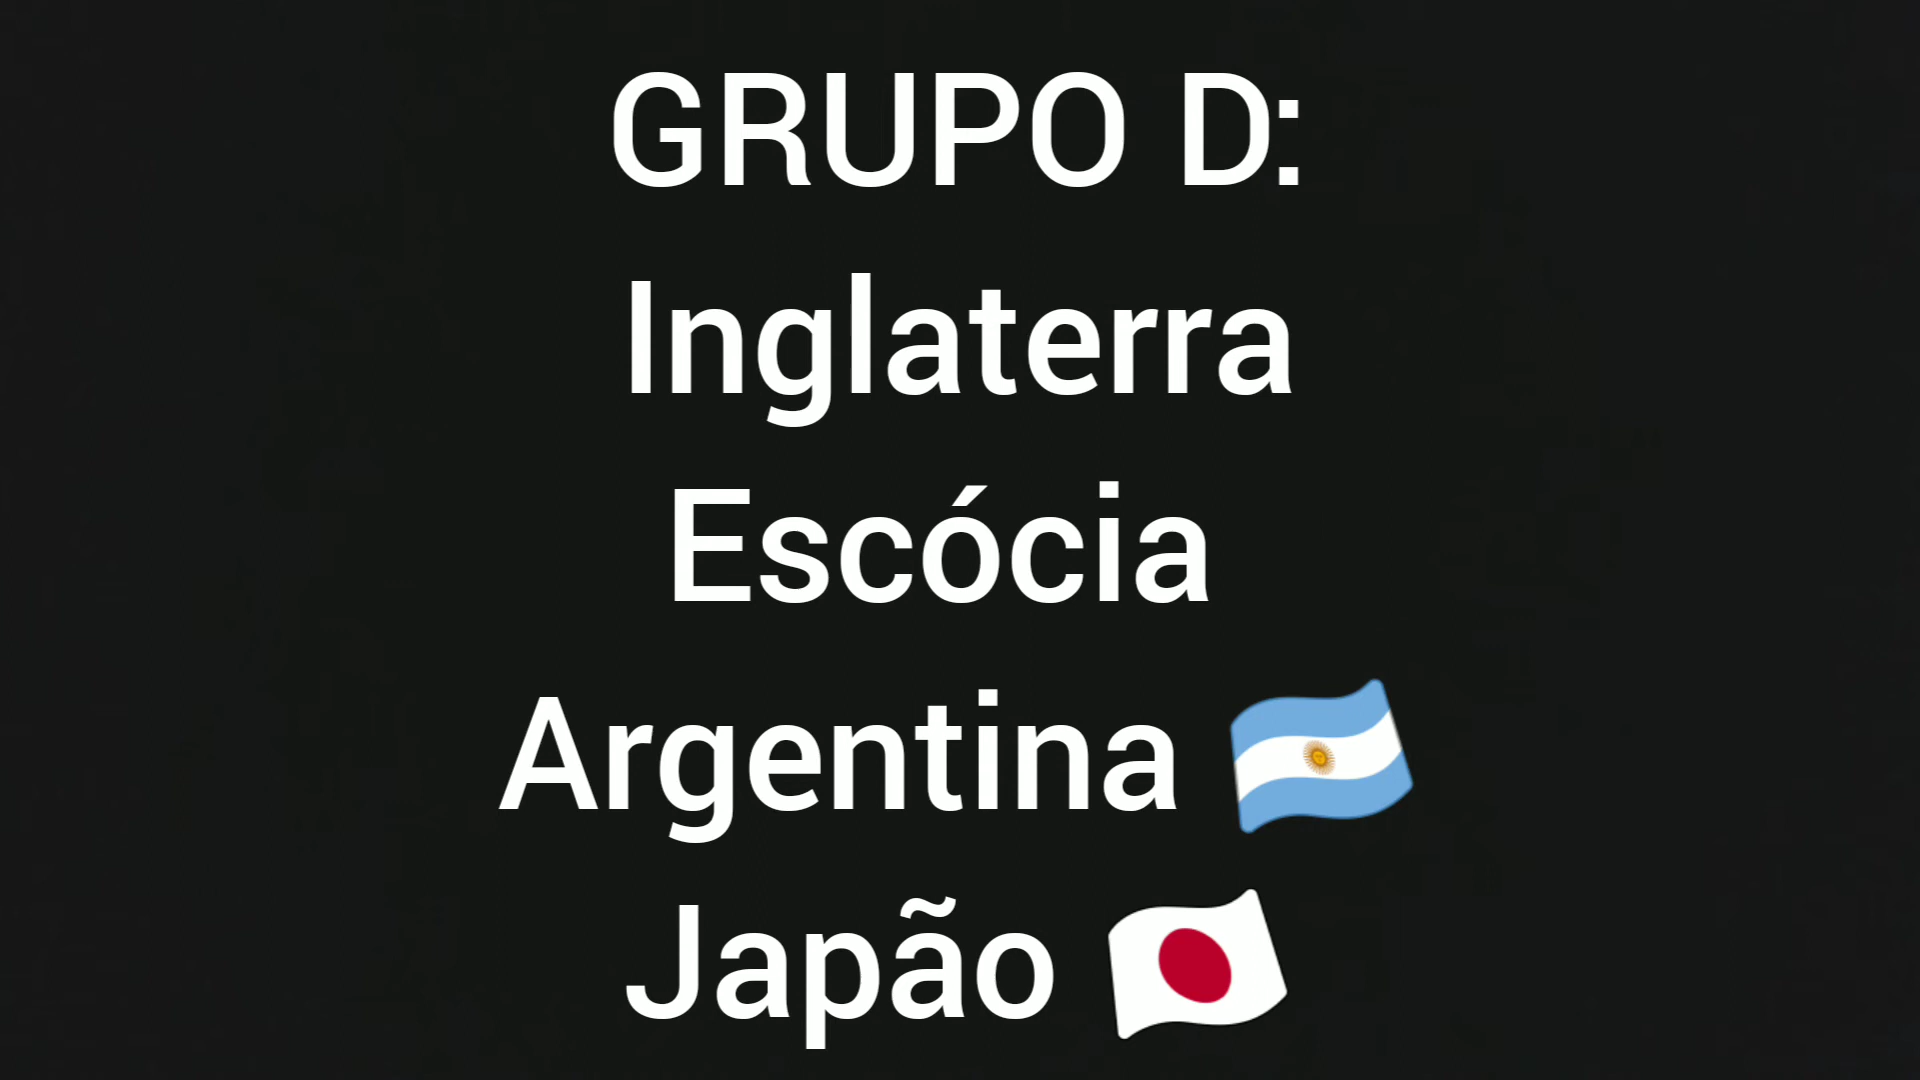 GRUPO D:
Inglaterra
Escócia
Argentina 🇦🇷
Japão 🇯🇵